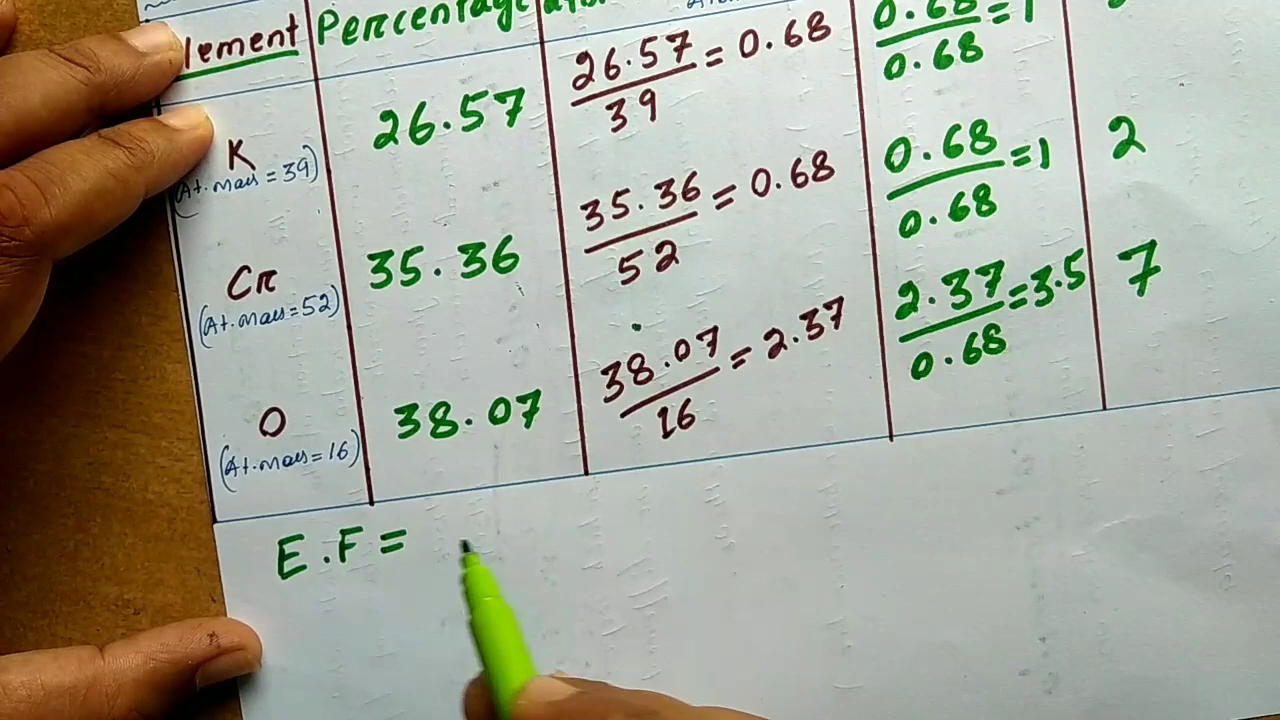 lement Percentage
K 26.57 26.57/39 = 0.68 0.68/0.68 = 1
(At.mass = 39)
Cr 35.36 35.36/52 = 0.68 0.68/0.68 = 1 2
(At.mass = 52)
O 38.07 38.07/16 = 2.37 2.37/0.68 = 3.5 7
(At.mass = 16)
E.F =